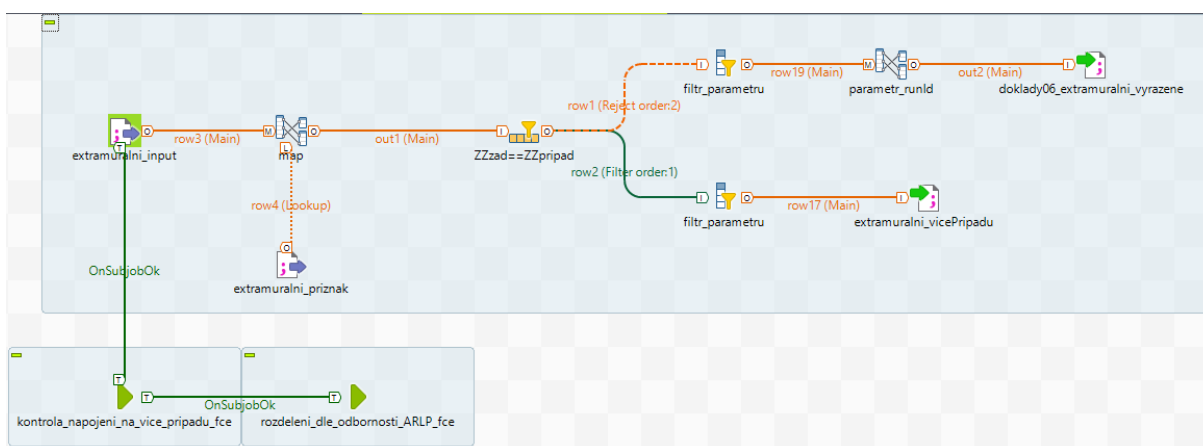 row1 (Reject order:2)
filtr_parametru
row19 (Main)
parametr_runId
out2 (Main)
doklady06_extramuralni_vyrazene
extramuralni_input
row3 (Main)
map
out1 (Main)
ZZzad==ZZpripad
row2 (Filter order:1)
row4 (Lookup)
filtr_parametru
row17 (Main)
extramuralni_vicePripadu
OnSubjobOk
extramuralni_priznak
kontrola_napojeni_na_vice_pripadu_fce
OnSubjobOk
rozdeleni_dle_odbornosti_ARLP_fce